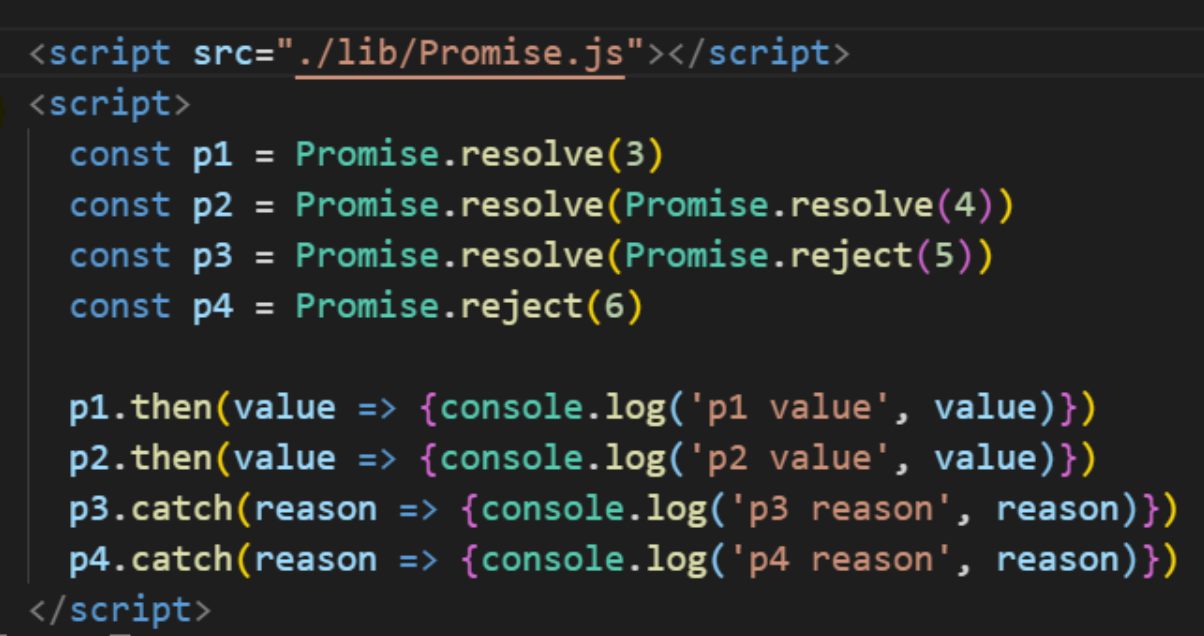 <script src="./lib/Promise.js"></script>
<script>
const p1 = Promise.resolve(3)
const p2 = Promise.resolve(Promise.resolve(4))
const p3 = Promise.resolve(Promise.reject(5))
const p4 = Promise.reject(6)
p1.then(value => {console.log('p1 value', value)})
p2.then(value => {console.log('p2 value', value)})
p3.catch(reason => {console.log('p3 reason', reason)})
p4.catch(reason => {console.log('p4 reason', reason)})
</script>